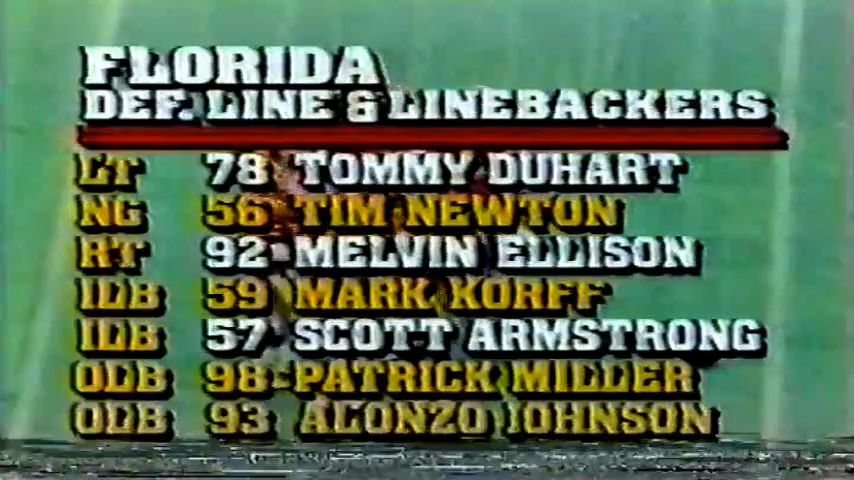 FLORIDA
DEF. LINE & LINEBACKERS
LT 78 TOMMY DUHART
NG 56 TIM NEWTON
RT 92 MELVIN ELLISON
ILB 59 MARK KORFF
ILB 57 SCOTT ARMSTRONG
OLB 98 PATRICK MILLER
OLB 93 ALONZO JOHNSON